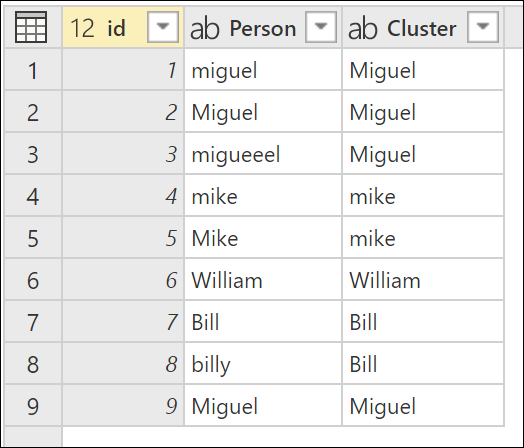 12 id ab Person ab Cluster
1 1 miguel Miguel
2 2 Miguel Miguel
3 3 migueeel Miguel
4 4 mike mike
5 5 Mike mike
6 6 William William
7 7 Bill Bill
8 8 billy Bill
9 9 Miguel Miguel